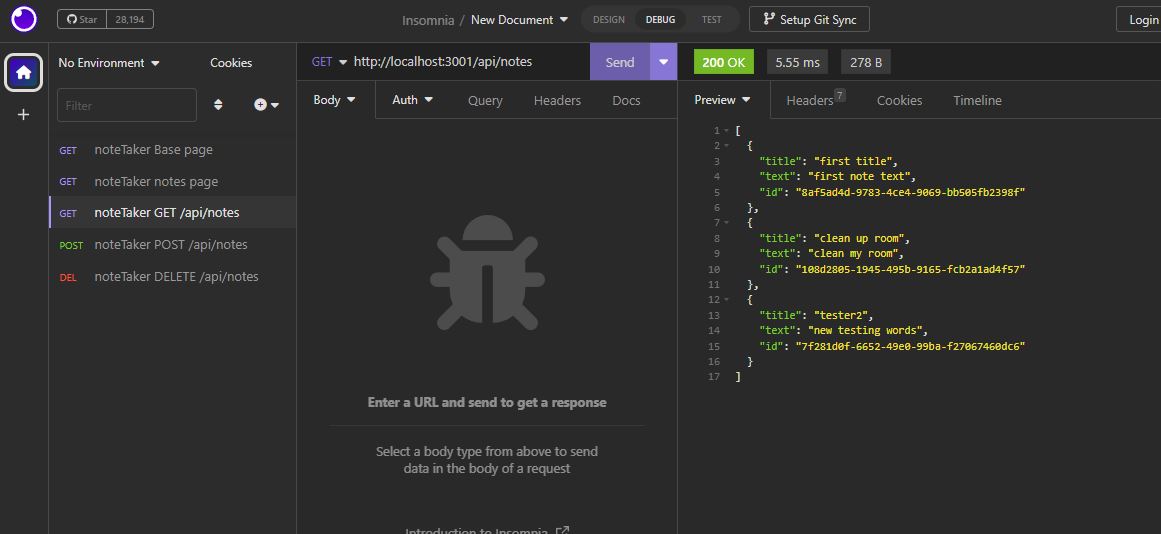 Star 28,194
Insomnia / New Document
DESIGN DEBUG TEST
Setup Git Sync
Login
No Environment
Cookies
GET http://localhost:3001/api/notes
Send
200 OK 5.55 ms 278 B
Filter
Body Auth Query Headers Docs
Preview Headers 7 Cookies Timeline
GET noteTaker Base page
GET noteTaker notes page
GET noteTaker GET /api/notes
POST noteTaker POST /api/notes
DEL noteTaker DELETE /api/notes
Enter a URL and send to get a response
Select a body type from above to send
data in the body of a request
Introduction to Insomnia
1 [
2 {
3 "title": "first title",
4 "text": "first note text",
5 "id": "8af5ad4d-9783-4ce4-9069-bb505fb2398f"
6 },
7 {
8 "title": "clean up room",
9 "text": "clean my room",
10 "id": "108d2805-1945-495b-9165-fcb2a1ad4f57"
11 },
12 {
13 "title": "tester2",
14 "text": "new testing words",
15 "id": "7f281d0f-6652-49e0-99ba-f27067460dc6"
16 }
17 ]